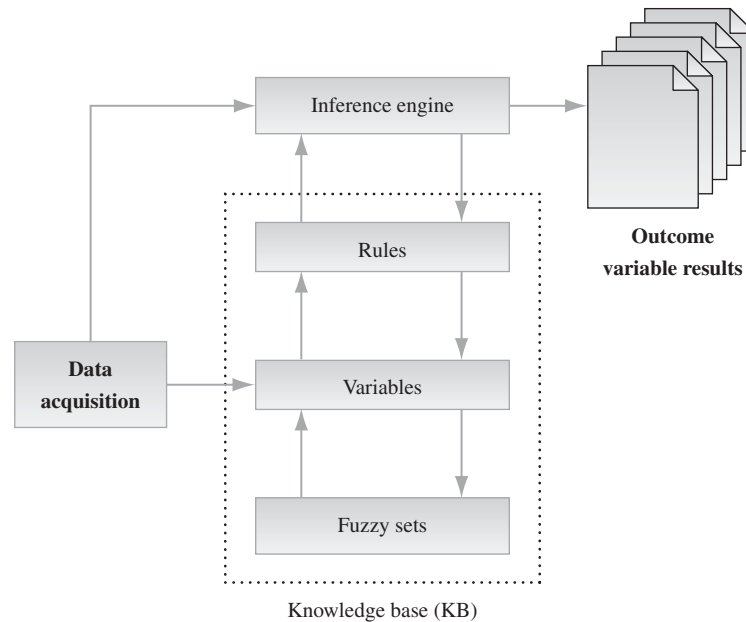 Inference engine
Outcome
variable results
Rules
Data
acquisition
Variables
Fuzzy sets
Knowledge base (KB)